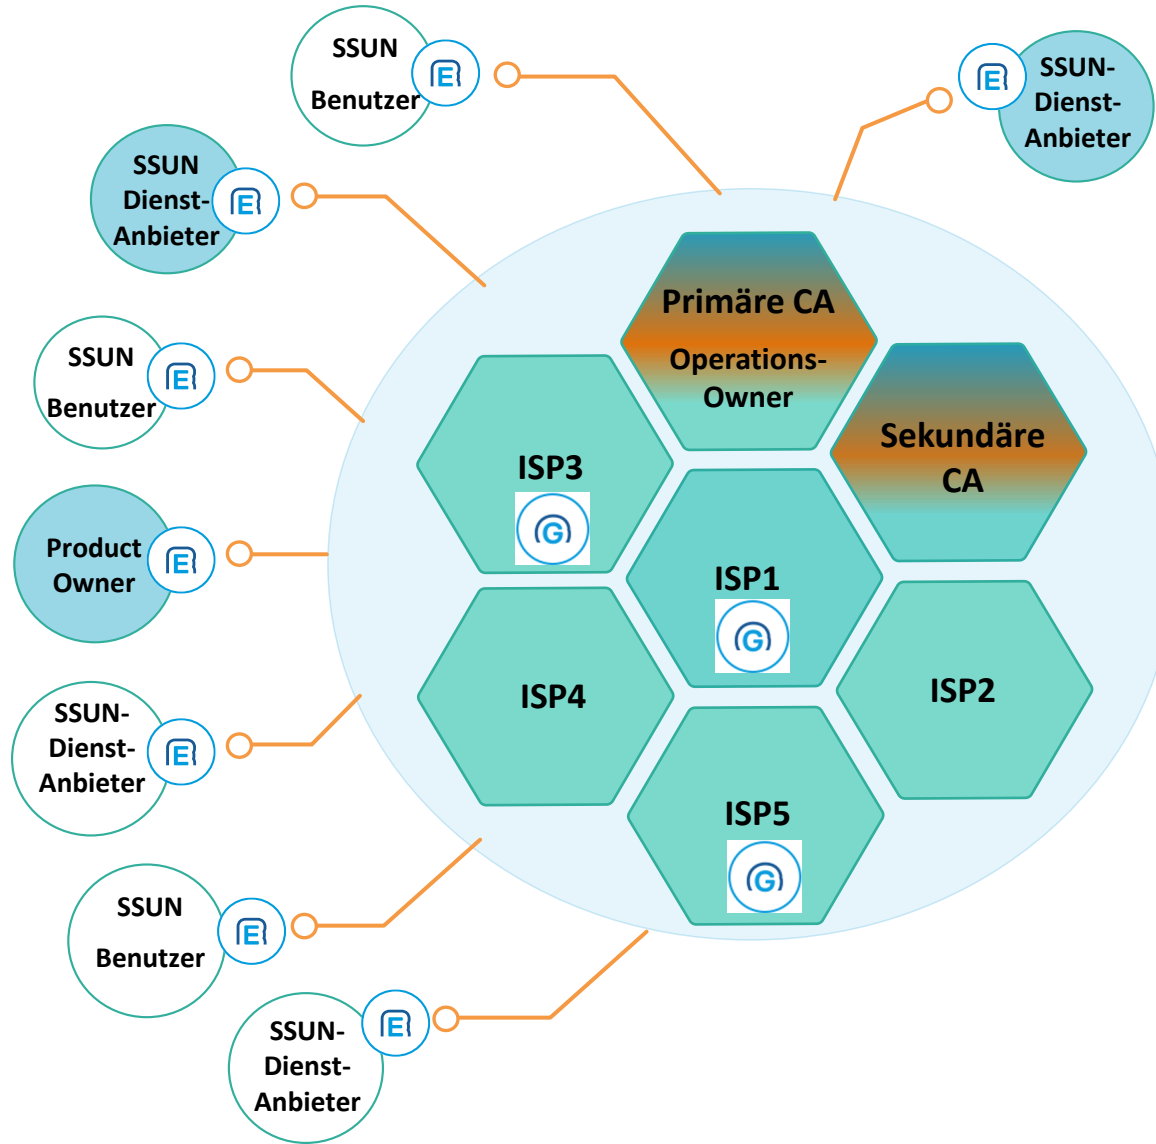 SSUN
Benutzer
E
E
SSUN-
Dienst-
Anbieter
SSUN
Dienst-
Anbieter
E
Primäre CA
Operations-
Owner
SSUN
Benutzer
E
Sekundäre
CA
ISP3
G
Product
Owner
E
ISP1
G
SSUN-
Dienst-
Anbieter
E
ISP4
ISP2
ISP5
G
SSUN
Benutzer
E
SSUN-
Dienst-
Anbieter
E